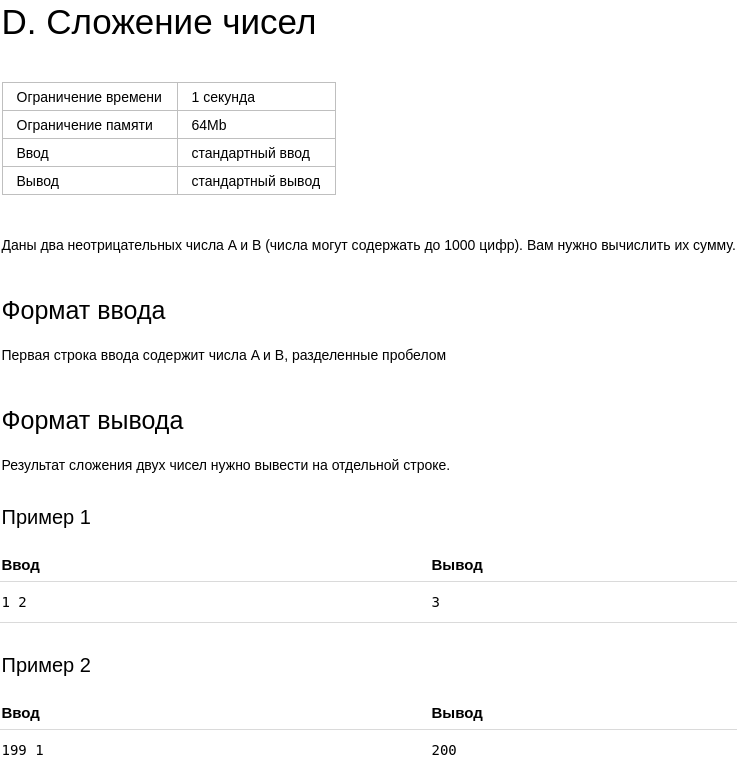 D. Сложение чисел
Ограничение времени 1 секунда
Ограничение памяти 64Mb
Ввод стандартный ввод
Вывод стандартный вывод
Даны два неотрицательных числа A и B (числа могут содержать до 1000 цифр). Вам нужно вычислить их сумму.
Формат ввода
Первая строка ввода содержит числа A и B, разделенные пробелом
Формат вывода
Результат сложения двух чисел нужно вывести на отдельной строке.
Пример 1
Ввод Вывод
1 2 3
Пример 2
Ввод Вывод
199 1 200